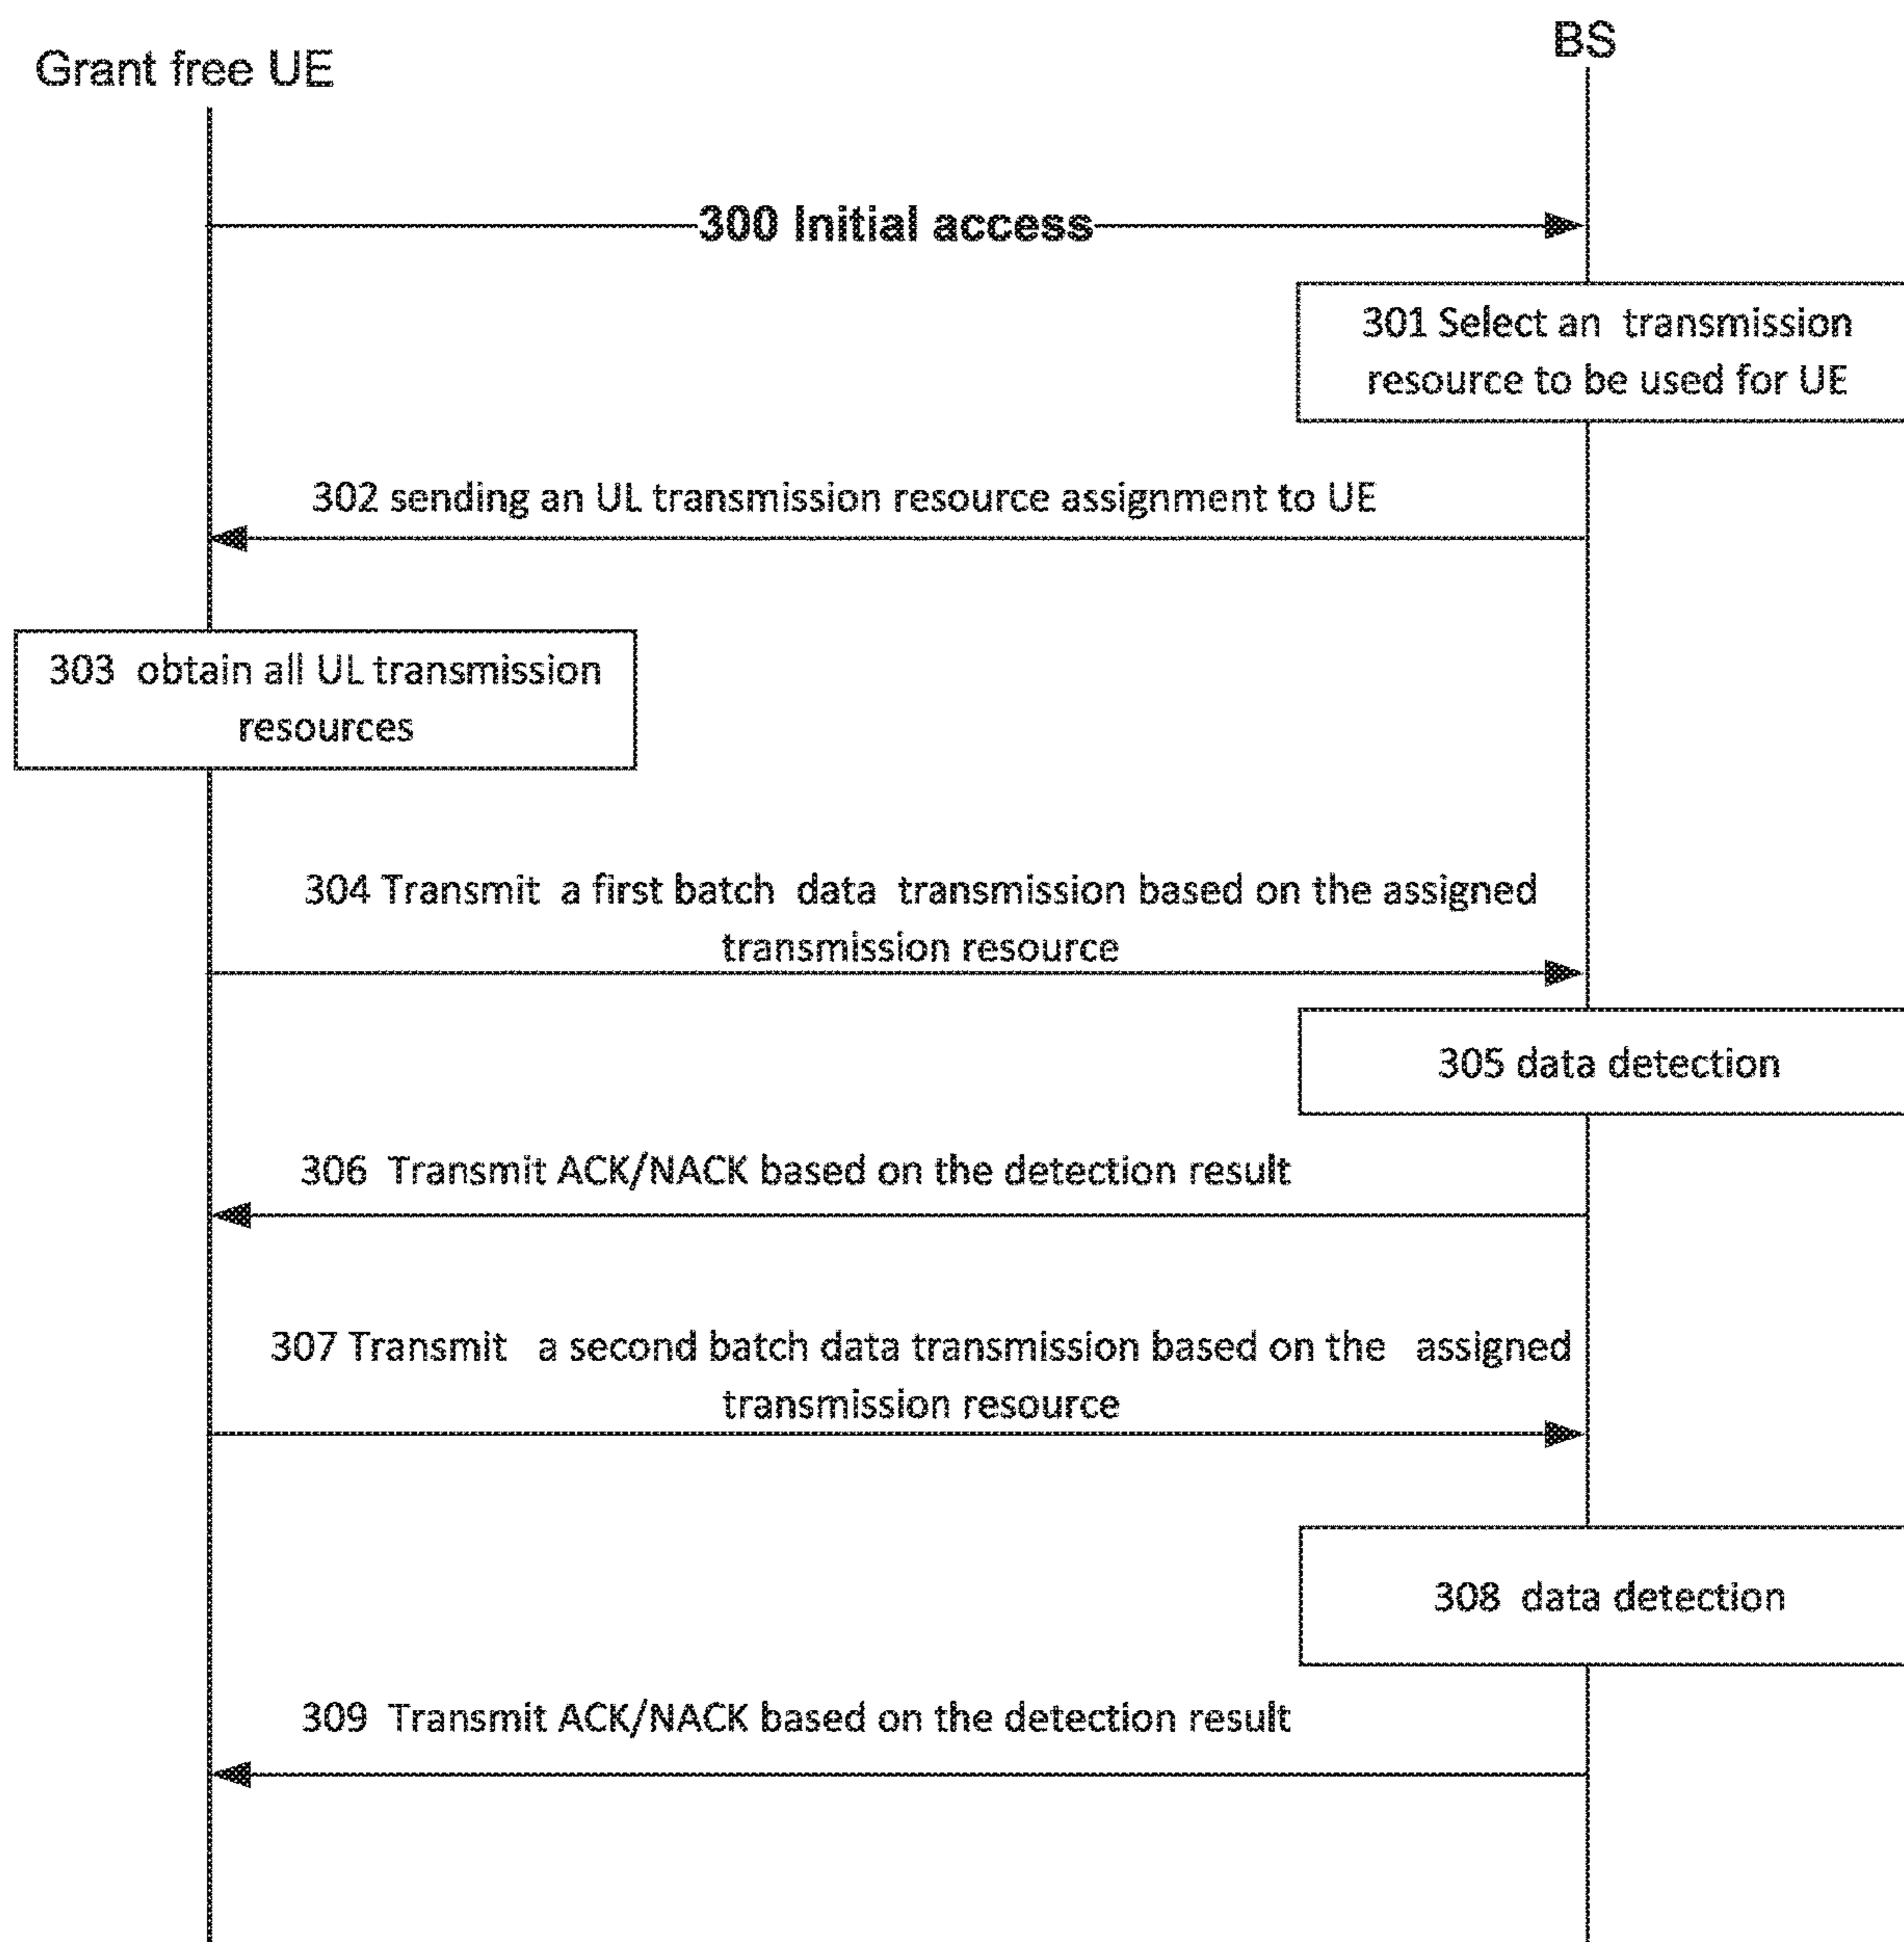 Grant free UE
BS
300 Initial access
301 Select an transmission
resource to be used for UE
302 sending an UL transmission resource assignment to UE
303 obtain all UL transmission
resources
304 Transmit a first batch data transmission based on the assigned
transmission resource
305 data detection
306 Transmit ACK/NACK based on the detection result
307 Transmit a second batch data transmission based on the assigned
transmission resource
308 data detection
309 Transmit ACK/NACK based on the detection result